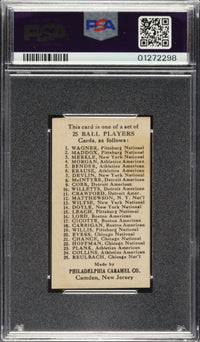 PSA
PSA
01272298
This card is one of a set of
25 BALL PLAYERS
Cards, as follows:
1. WAGNER, Pittsburg National
2. MADDOX, Pittsburg National
3. MERKLE, New York National
4. MORGAN, Athletics American
5. BENDER, Athletics American
6. KRAUSE, Athletics American
7. DEVLIN, New York National
8. McINTYRE, Detroit American
9. COBB, Detroit American
10. WILLETTS, Detroit American
11. CRAWFORD, Detroit Amer.
12. MATTHEWSON, N. Y., Nat'l
13. WILTSE, New York National
14. DOYLE, New York National
15. LEACH, Pittsburg National
16. LORD, Boston American
17. CICOTTE, Boston American
18. CARRIGAN, Boston American
19. WILLIS, Pittsburg National
20. EVERS, Chicago National
21. CHANCE, Chicago National
22. HOFFMAN, Chicago National
23. PLANK, Athletics American
24. COLLINS, Athletics American
25. REULBACH, Chicago National
Made by
PHILADELPHIA CARAMEL CO.
Camden, New Jersey